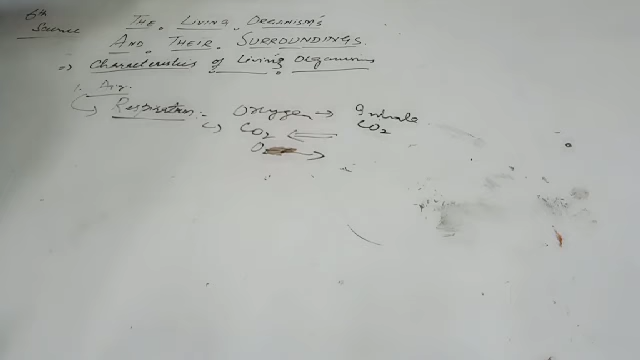 6th Science
THE LIVING ORGANISMS
AND THEIR SURROUNDINGS.
=> Characteristics of Living Organisms
1. Air
Respiration:- Oxygen → Inhale
CO2 ← CO2
O →